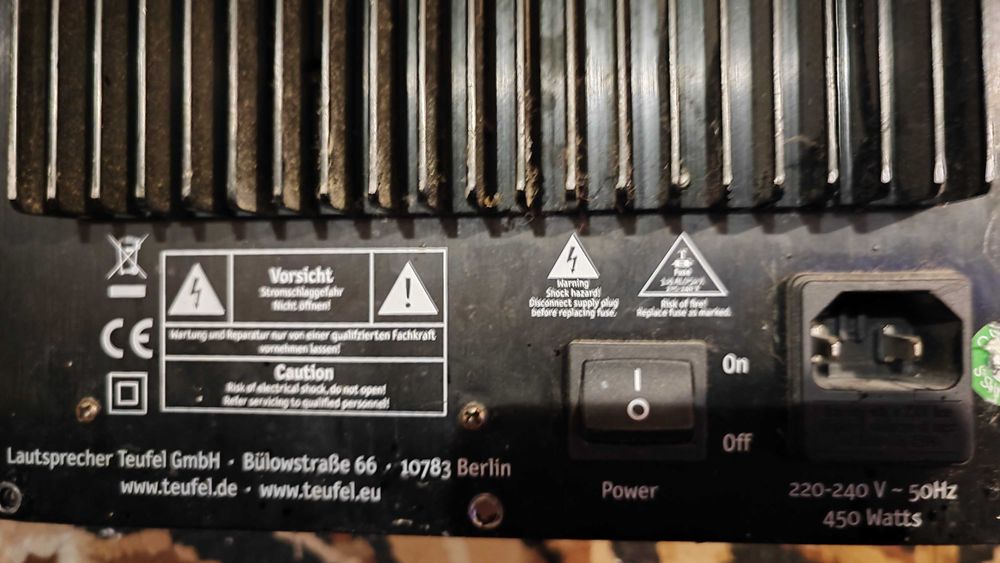 Vorsicht
Stromschlaggefahr
Nicht öffnen!
Wartung und Reparatur nur von einer qualifizierten Fachkraft
vornehmen lassen!
Caution
Risk of electrical shock, do not open!
Refer servicing to qualified personnel!
Warning
Shock hazard!
Disconnect supply plug
before replacing fuse.
Fuse
Risk of fire!
Replace fuse as marked.
CE
I
O
On
Off
Power
220-240 V ~ 50Hz
450 Watts
Lautsprecher Teufel GmbH · Bülowstraße 66 · 10783 Berlin
www.teufel.de · www.teufel.eu